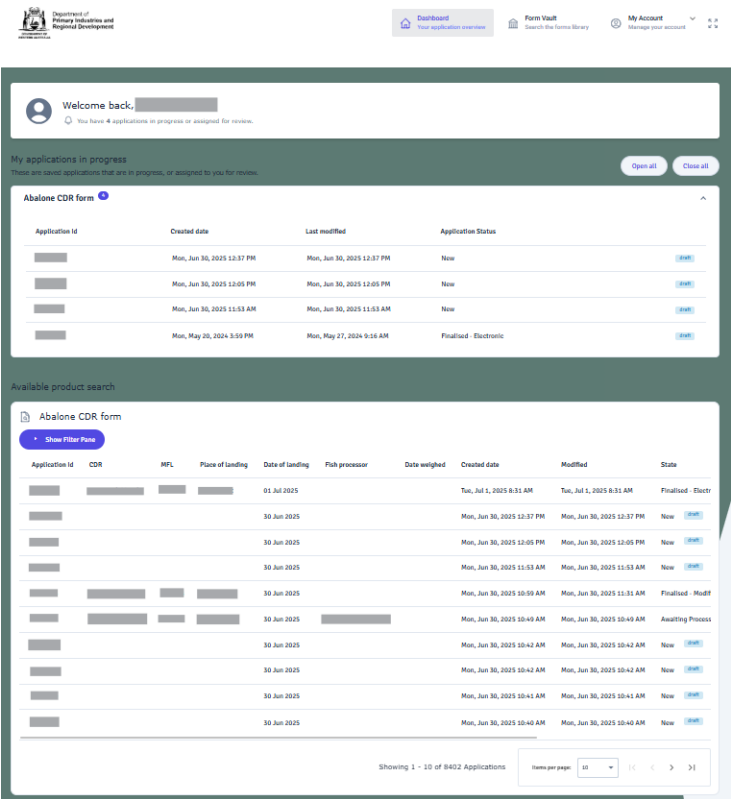 Department of
Primary Industries and
Regional Development
GOVERNMENT OF
WESTERN AUSTRALIA
Dashboard
Your application overview
Form Vault
Search the forms library
My Account
Manage your account
Welcome back,
You have 4 applications in progress or assigned for review.
My applications in progress
These are saved applications that are in progress, or assigned to you for review.
Open all
Close all
Abalone CDR form 4
Application Id Created date Last modified Application Status
Mon, Jun 30, 2025 12:37 PM Mon, Jun 30, 2025 12:37 PM New draft
Mon, Jun 30, 2025 12:05 PM Mon, Jun 30, 2025 12:05 PM New draft
Mon, Jun 30, 2025 11:53 AM Mon, Jun 30, 2025 11:53 AM New draft
Mon, May 20, 2024 3:59 PM Mon, May 27, 2024 9:16 AM Finalised - Electronic draft
Available product search
Abalone CDR form
Show Filter Pane
Application Id CDR MFL Place of landing Date of landing Fish processor Date weighed Created date Modified State
01 Jul 2025 Tue, Jul 1, 2025 8:31 AM Tue, Jul 1, 2025 8:31 AM Finalised - Electr
30 Jun 2025 Mon, Jun 30, 2025 12:37 PM Mon, Jun 30, 2025 12:37 PM New draft
30 Jun 2025 Mon, Jun 30, 2025 12:05 PM Mon, Jun 30, 2025 12:05 PM New draft
30 Jun 2025 Mon, Jun 30, 2025 11:53 AM Mon, Jun 30, 2025 11:53 AM New draft
30 Jun 2025 Mon, Jun 30, 2025 10:59 AM Mon, Jun 30, 2025 11:31 AM Finalised - Modif
30 Jun 2025 Mon, Jun 30, 2025 10:49 AM Mon, Jun 30, 2025 10:49 AM Awaiting Process
30 Jun 2025 Mon, Jun 30, 2025 10:42 AM Mon, Jun 30, 2025 10:42 AM New draft
30 Jun 2025 Mon, Jun 30, 2025 10:42 AM Mon, Jun 30, 2025 10:42 AM New draft
30 Jun 2025 Mon, Jun 30, 2025 10:41 AM Mon, Jun 30, 2025 10:41 AM New draft
30 Jun 2025 Mon, Jun 30, 2025 10:40 AM Mon, Jun 30, 2025 10:40 AM New draft
Showing 1 - 10 of 8402 Applications
Items per page: 10